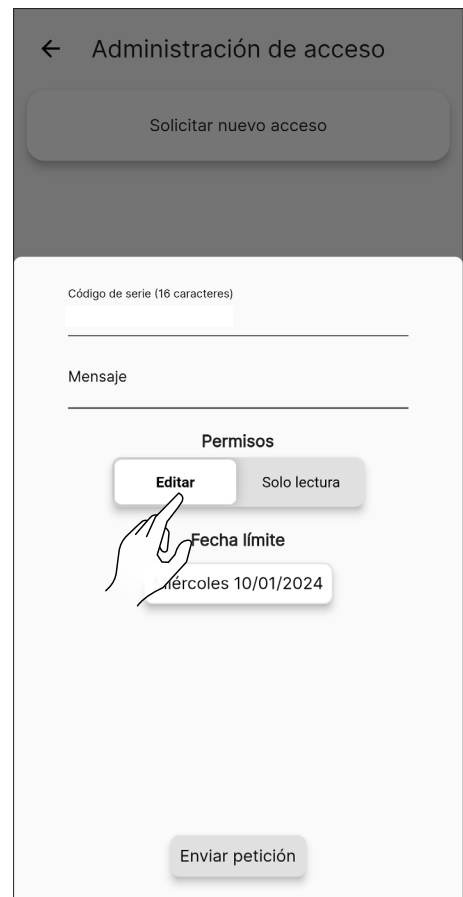 Administración de acceso
Solicitar nuevo acceso
Código de serie (16 caracteres)
Mensaje
Permisos
Editar Solo lectura
Fecha límite
Miércoles 10/01/2024
Enviar petición